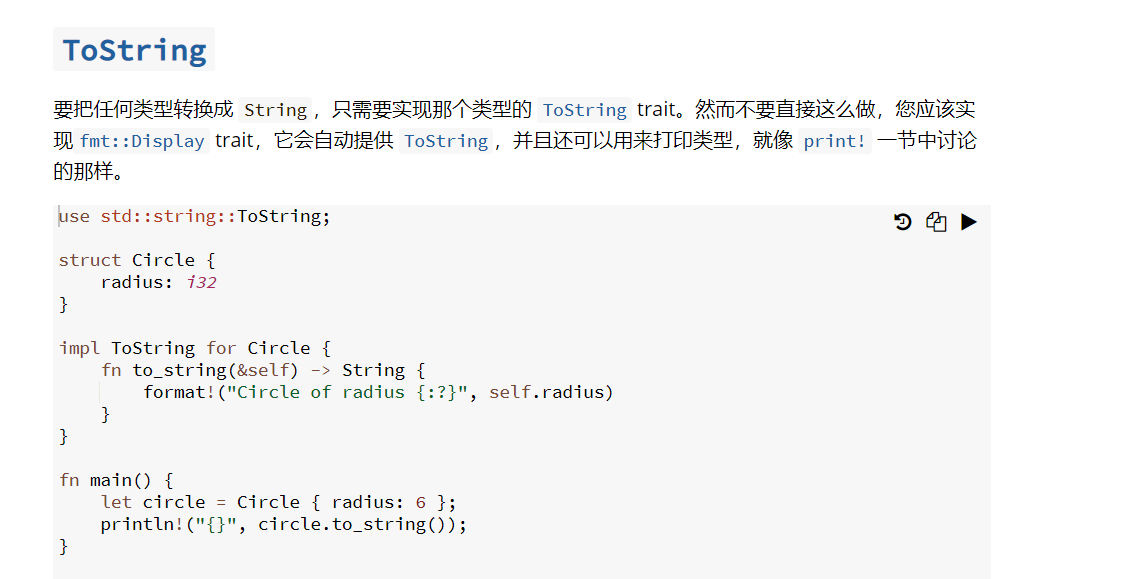 ToString
要把任何类型转换成 String，只需要实现那个类型的 ToString trait。然而不要直接这么做，您应该实
现 fmt::Display trait，它会自动提供 ToString，并且还可以用来打印类型，就像 print! 一节中讨论
的那样。
use std::string::ToString;
struct Circle {
    radius: i32
}
impl ToString for Circle {
    fn to_string(&self) -> String {
        format!("Circle of radius {:?}", self.radius)
    }
}
fn main() {
    let circle = Circle { radius: 6 };
    println!("{}", circle.to_string());
}